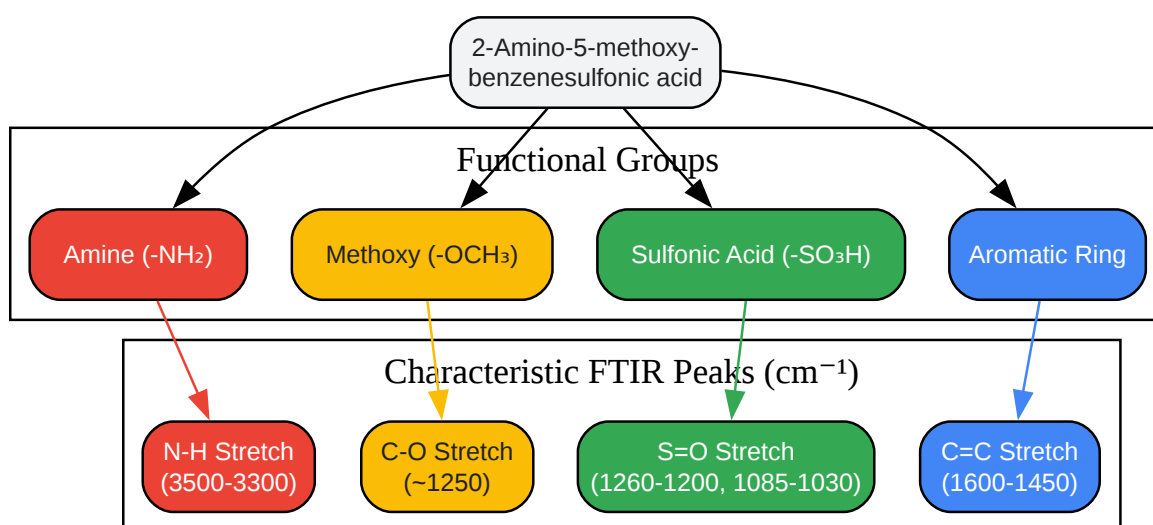 2-Amino-5-methoxy-
benzenesulfonic acid
Functional Groups
Amine (-NH₂)
Methoxy (-OCH₃)
Sulfonic Acid (-SO₃H)
Aromatic Ring
Characteristic FTIR Peaks (cm⁻¹)
N-H Stretch
(3500-3300)
C-O Stretch
(~1250)
S=O Stretch
(1260-1200, 1085-1030)
C=C Stretch
(1600-1450)